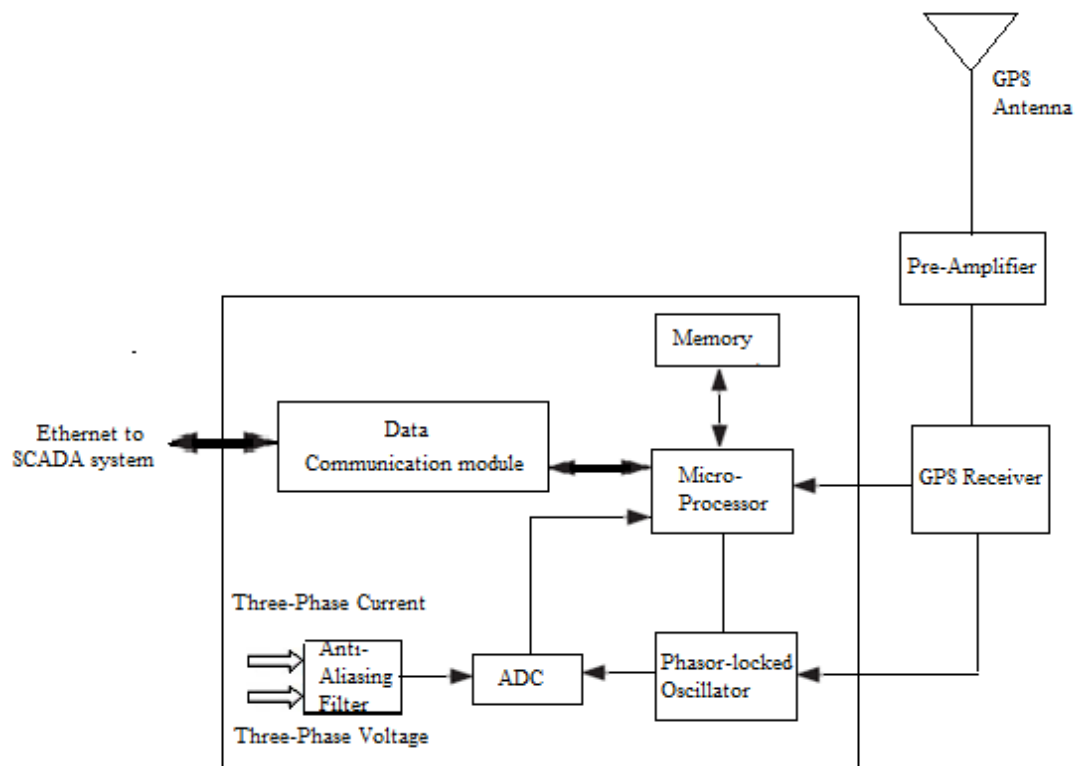 GPS
Antenna
Pre-Amplifier
Memory
Ethernet to
SCADA system
Data
Communication module
Micro-
Processor
GPS Receiver
Three-Phase Current
Anti-
Aliasing
Filter
ADC
Phasor-locked
Oscillator
Three-Phase Voltage